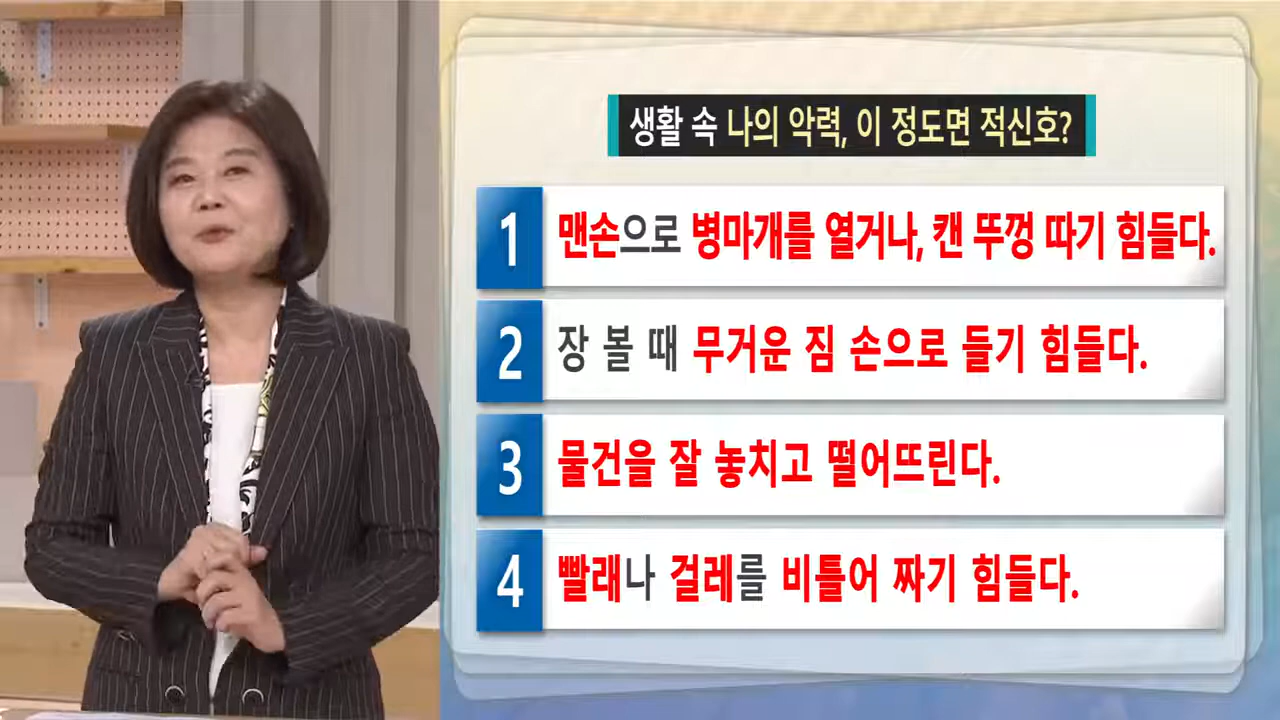 생활 속 나의 악력, 이 정도면 적신호?
1 맨손으로 병마개를 열거나, 캔 뚜껑 따기 힘들다.
2 장 볼 때 무거운 짐 손으로 들기 힘들다.
3 물건을 잘 놓치고 떨어뜨린다.
4 빨래나 걸레를 비틀어 짜기 힘들다.